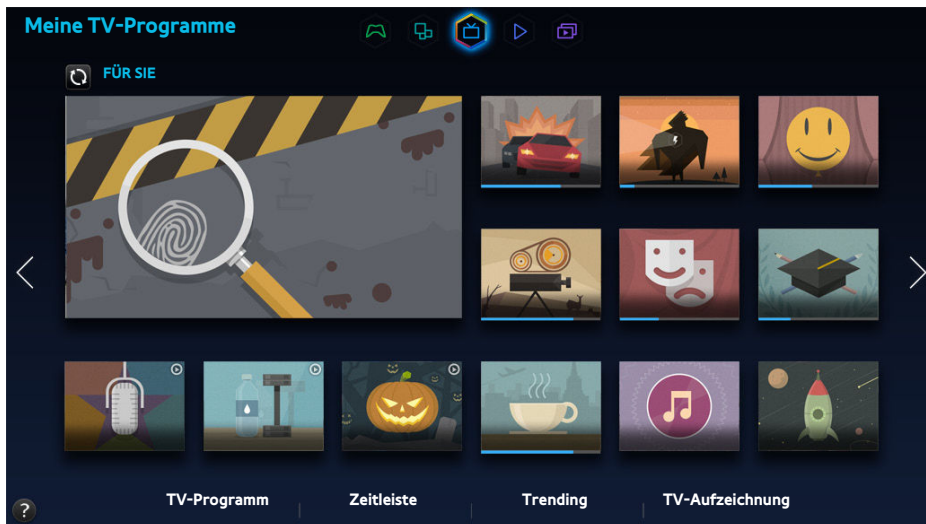 Meine TV-Programme
FÜR SIE
TV-Programm
Zeitleiste
Trending
TV-Aufzeichnung
?